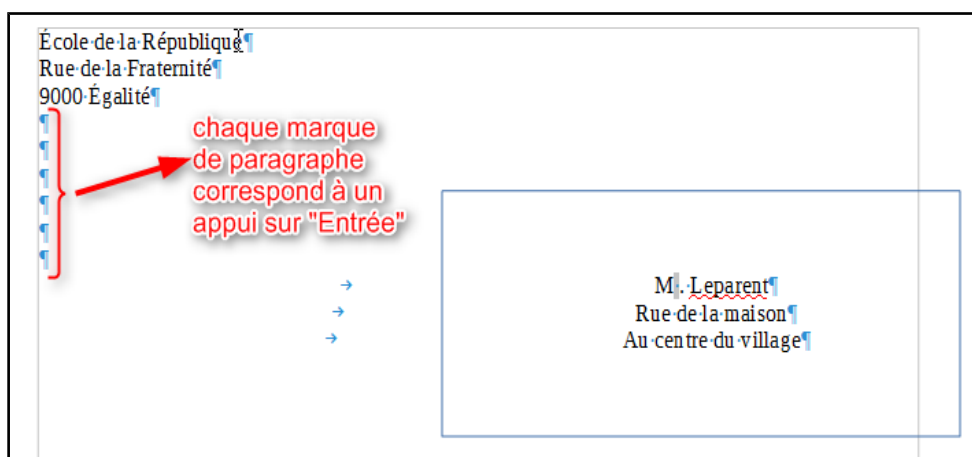 École de la République¶
Rue de la Fraternité¶
9000 Égalité¶
¶
¶
¶
¶
¶
¶
chaque marque
de paragraphe
correspond à un
appui sur "Entrée"
→ M . Leparent¶
→ Rue de la maison¶
→ Au centre du village¶